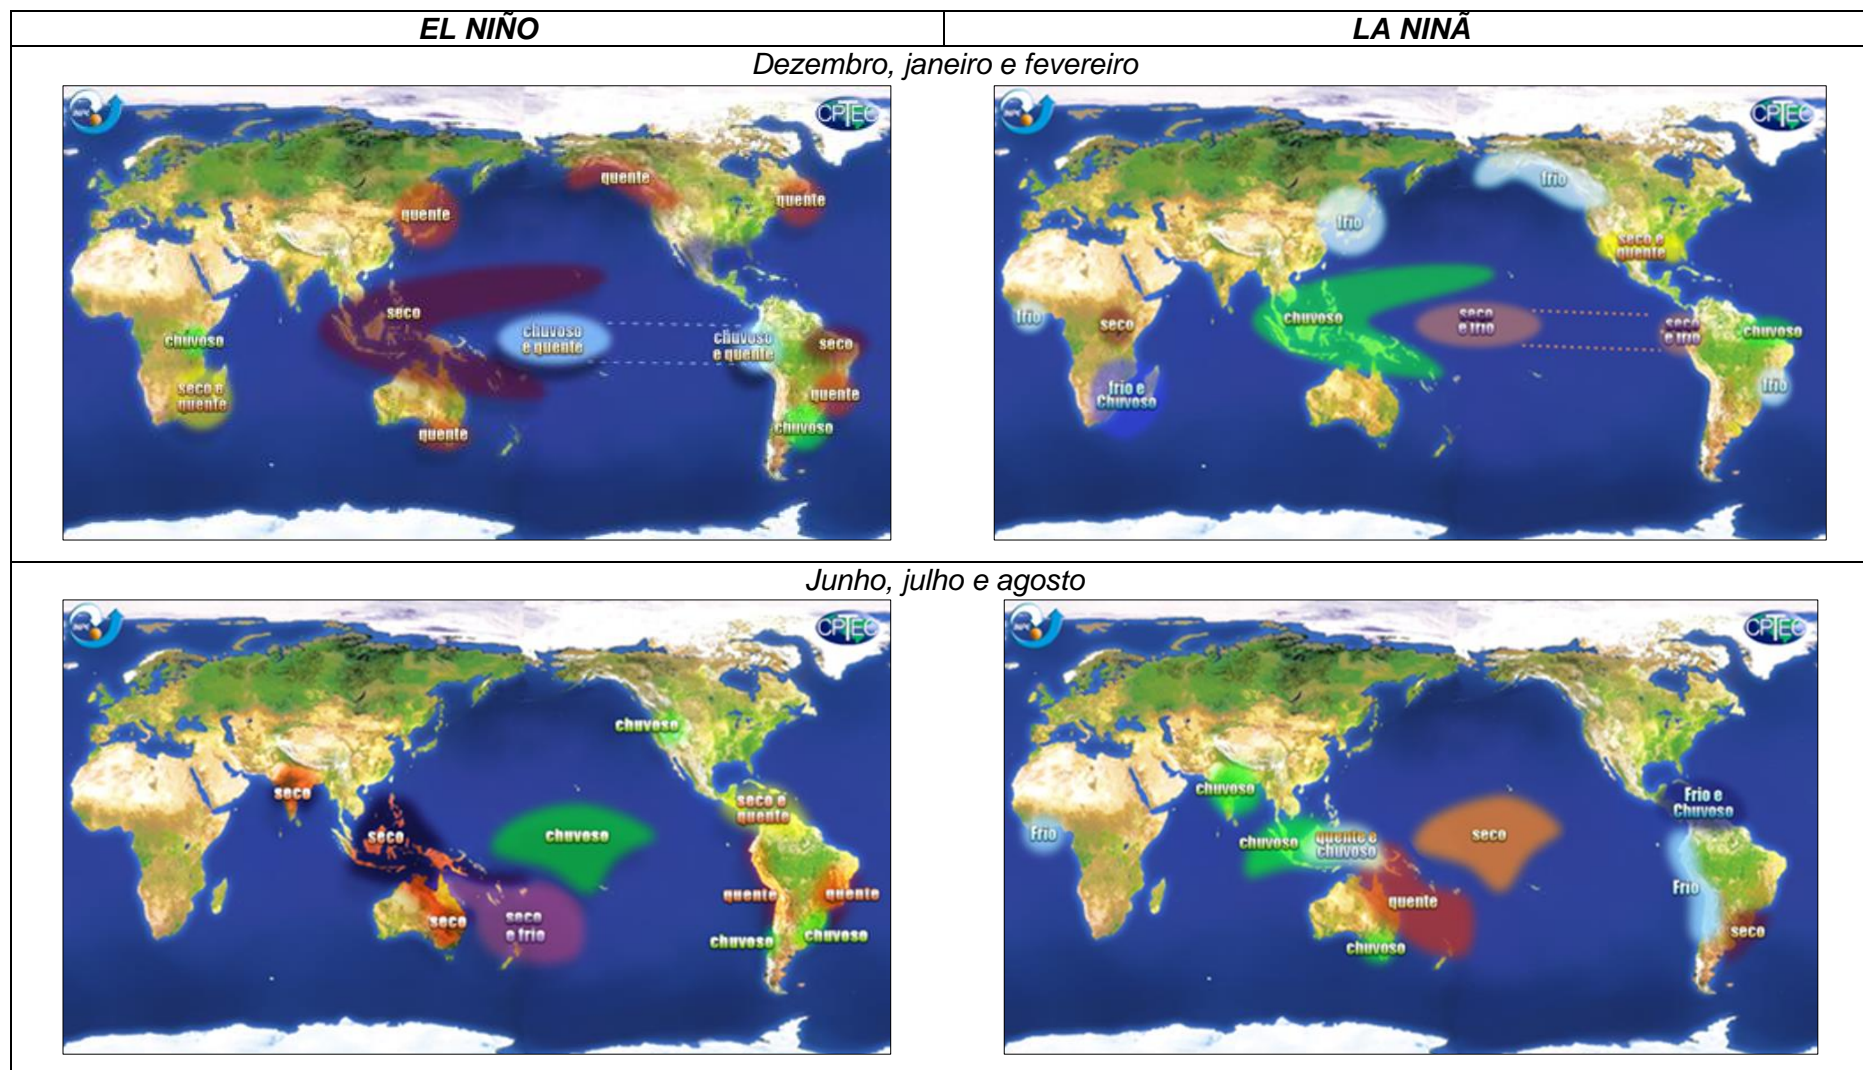 EL NIÑO
LA NINÃ
Dezembro, janeiro e fevereiro
CPTEC
quente
quente
quente
seco
chuvoso
e quente
chuvoso
e quente
seco
chuvoso
seco e
quente
quente
quente
chuvoso
CPTEC
frio
frio
seco e
quente
chuvoso
seco
e frio
seco
e frio
chuvoso
frio
seco
frio e
Chuvoso
frio
Junho, julho e agosto
CPTEC
chuvoso
seco
seco e
quente
seco
chuvoso
quente
quente
seco
seco
e frio
chuvoso
chuvoso
CPTEC
chuvoso
Frio e
Chuvoso
Frio
chuvoso
quente e
chuvoso
seco
Frio
quente
seco
chuvoso